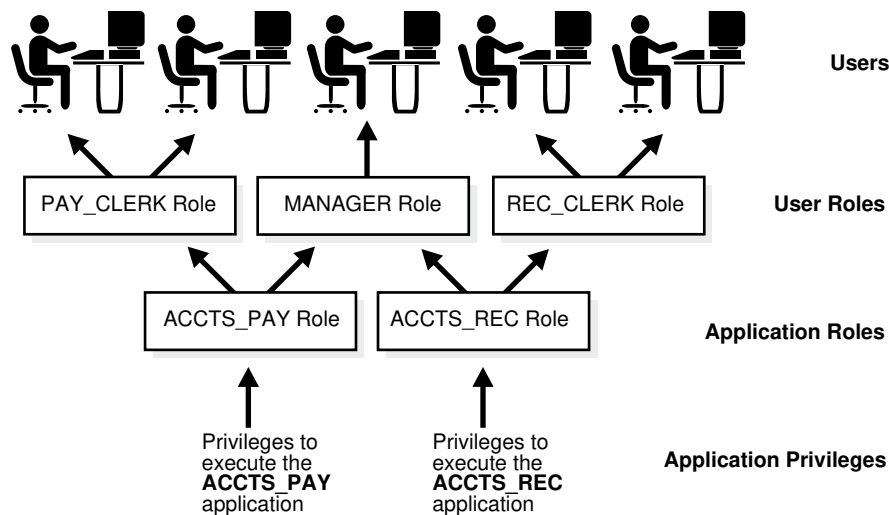 Users
PAY_CLERK Role
MANAGER Role
REC_CLERK Role
User Roles
ACCTS_PAY Role
ACCTS_REC Role
Application Roles
Privileges to
execute the
ACCTS_PAY
application
Privileges to
execute the
ACCTS_REC
application
Application Privileges